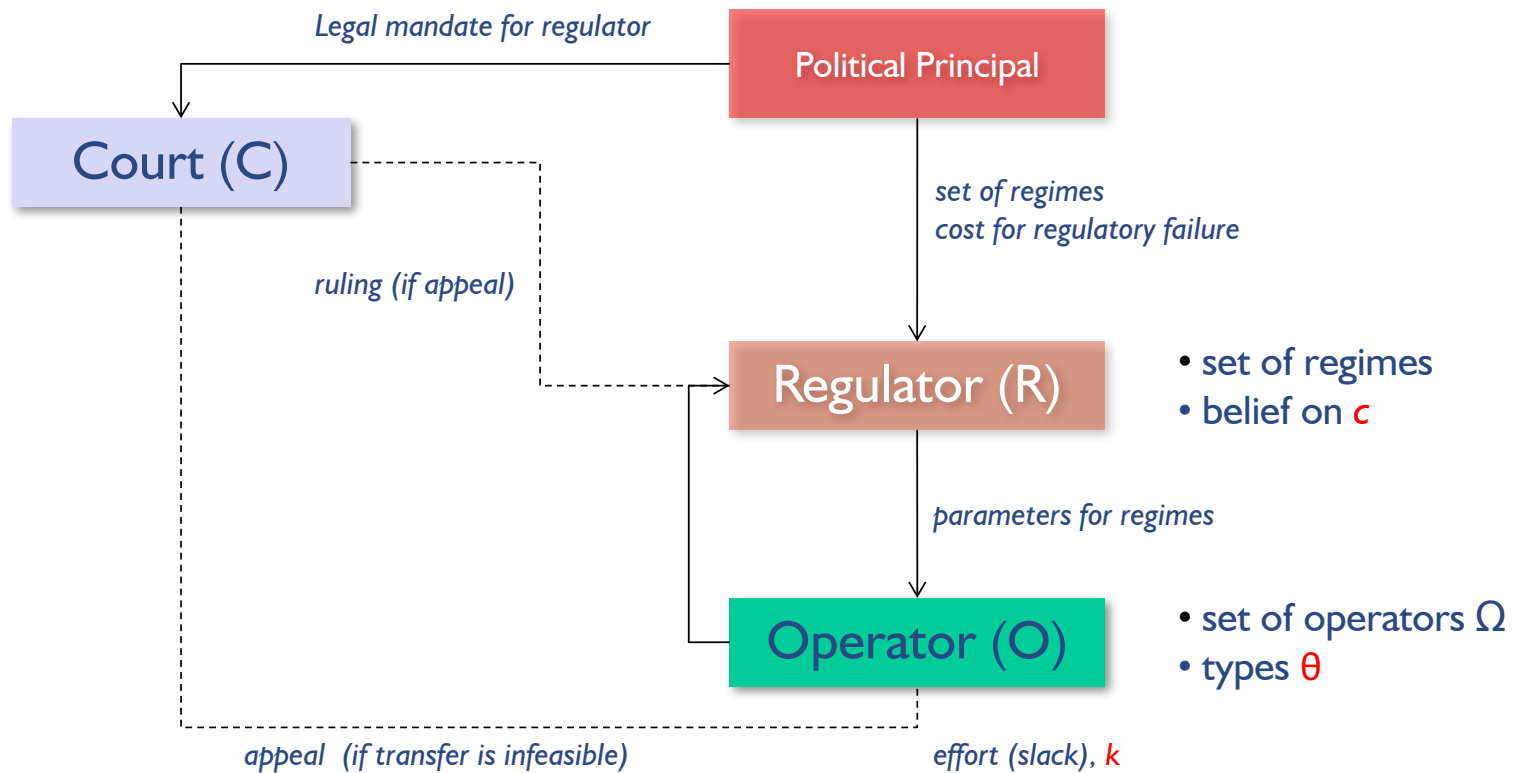 Legal mandate for regulator
Political Principal
Court (C)
set of regimes
cost for regulatory failure
ruling (if appeal)
Regulator (R)
• set of regimes
• belief on c
parameters for regimes
Operator (O)
• set of operators Ω
• types θ
appeal (if transfer is infeasible)
effort (slack), k